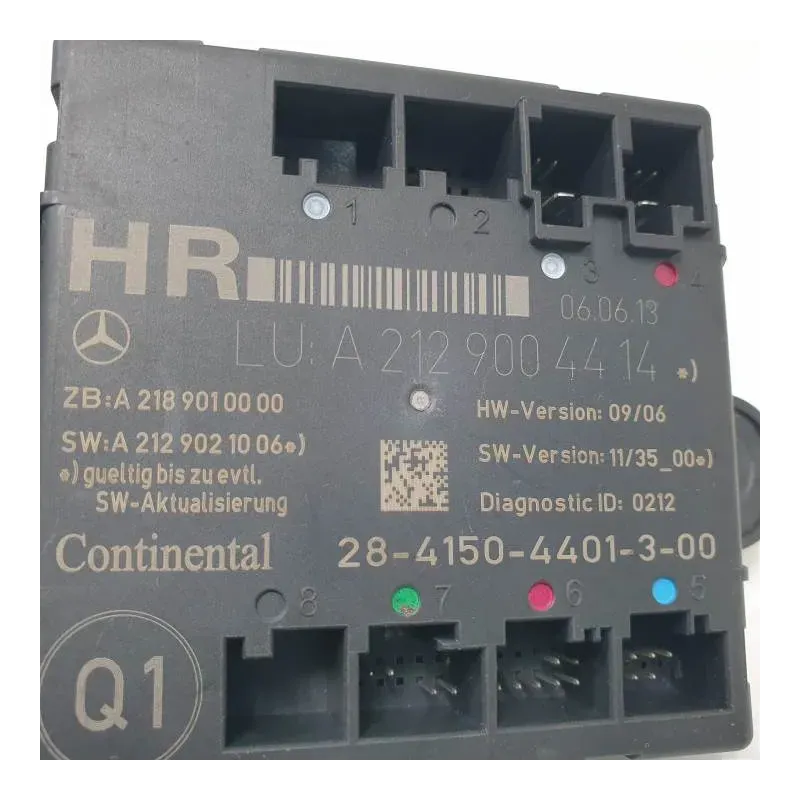 1
2
3
4
HR
06.06.13
LU: A 212 900 44 14 *)
ZB: A 218 901 00 00
HW-Version: 09/06
SW: A 212 902 10 06 *)
SW-Version: 11/35_00 *)
*) gueltig bis zu evtl.
SW-Aktualisierung
Diagnostic ID: 0212
Continental
28-4150-4401-3-00
8
7
6
5
Q1